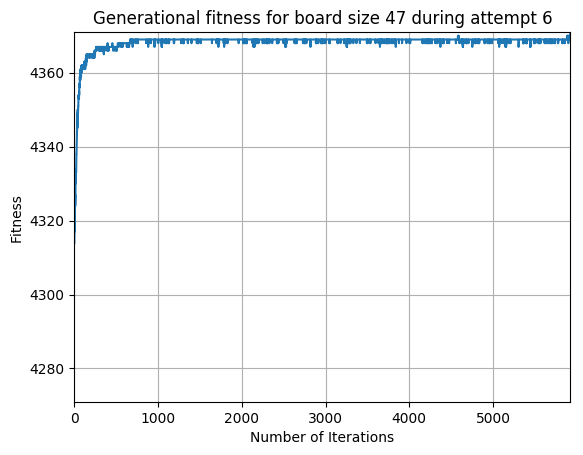 Generational fitness for board size 47 during attempt 6
4360
4340
4320
4300
4280
Fitness
0 1000 2000 3000 4000 5000
Number of Iterations